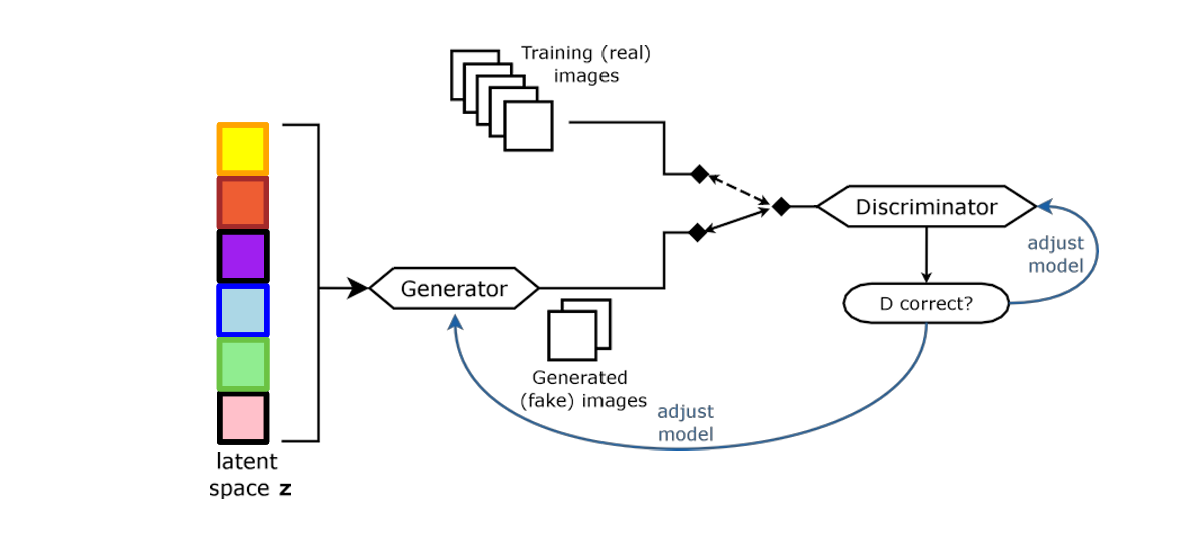 Training (real)
images
Discriminator
adjust
model
Generator
D correct?
Generated
(fake) images
adjust
model
latent
space z